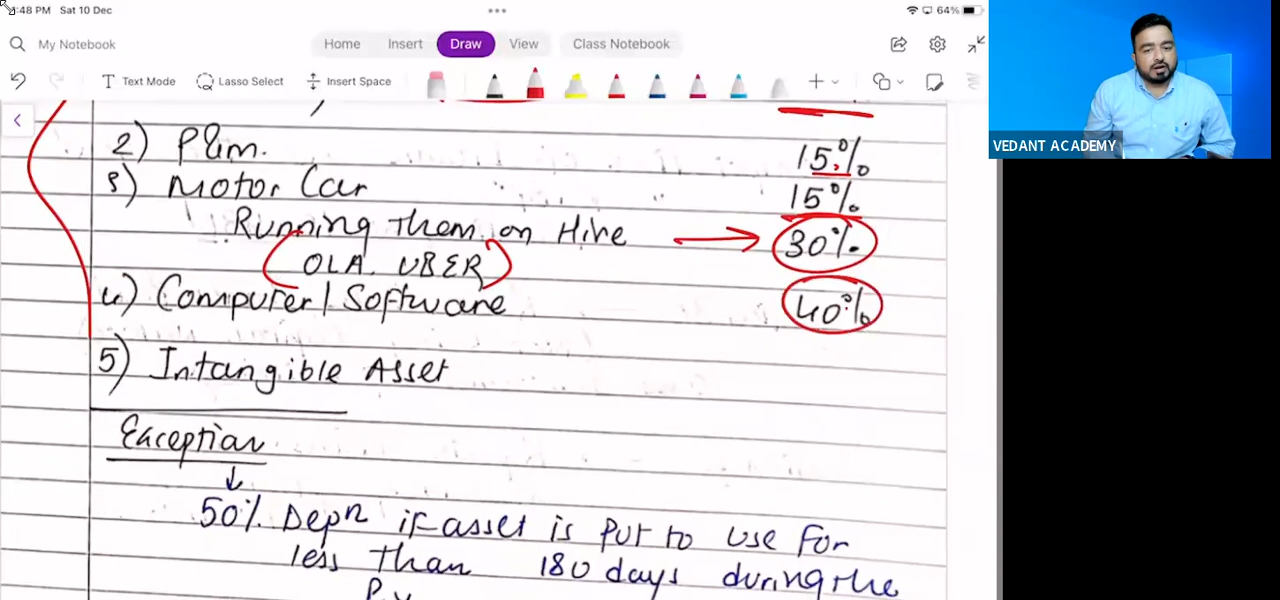 :48 PM Sat 10 Dec
64%
My Notebook
Home Insert Draw View Class Notebook
Text Mode Lasso Select Insert Space
VEDANT ACADEMY
2) P&m. 15%
3) Motor Car 15%
Running Them on Hire → 30%
(OLA. UBER)
4) Computer/Software 40%
5) Intangible Asset
Exception
↓
50% Depn if asset is put to use for
less than 180 days during the
P.y